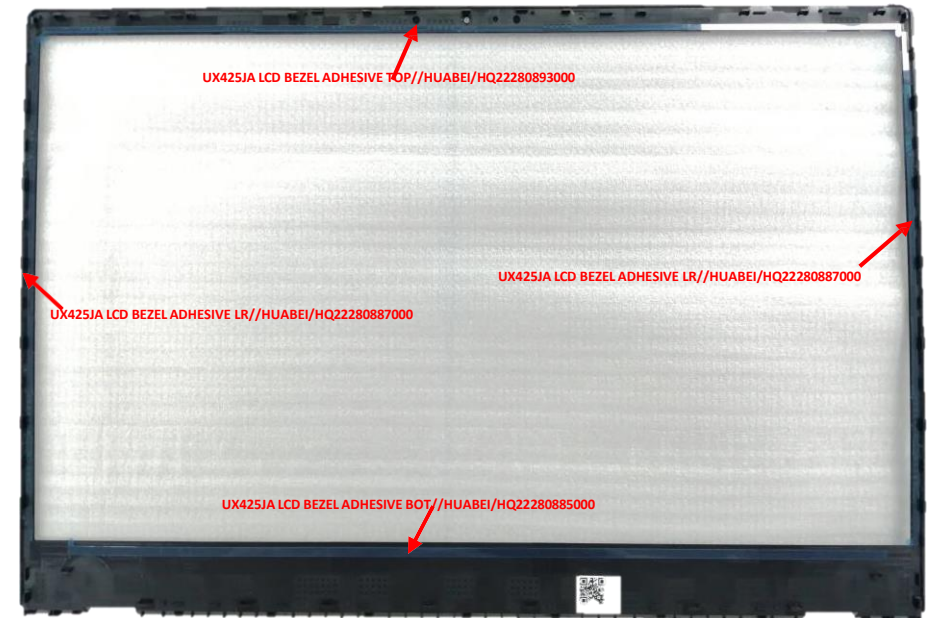 UX425JA LCD BEZEL ADHESIVE TOP//HUABEI/HQ22280893000
UX425JA LCD BEZEL ADHESIVE LR//HUABEI/HQ22280887000
UX425JA LCD BEZEL ADHESIVE LR//HUABEI/HQ22280887000
UX425JA LCD BEZEL ADHESIVE BOT//HUABEI/HQ22280885000